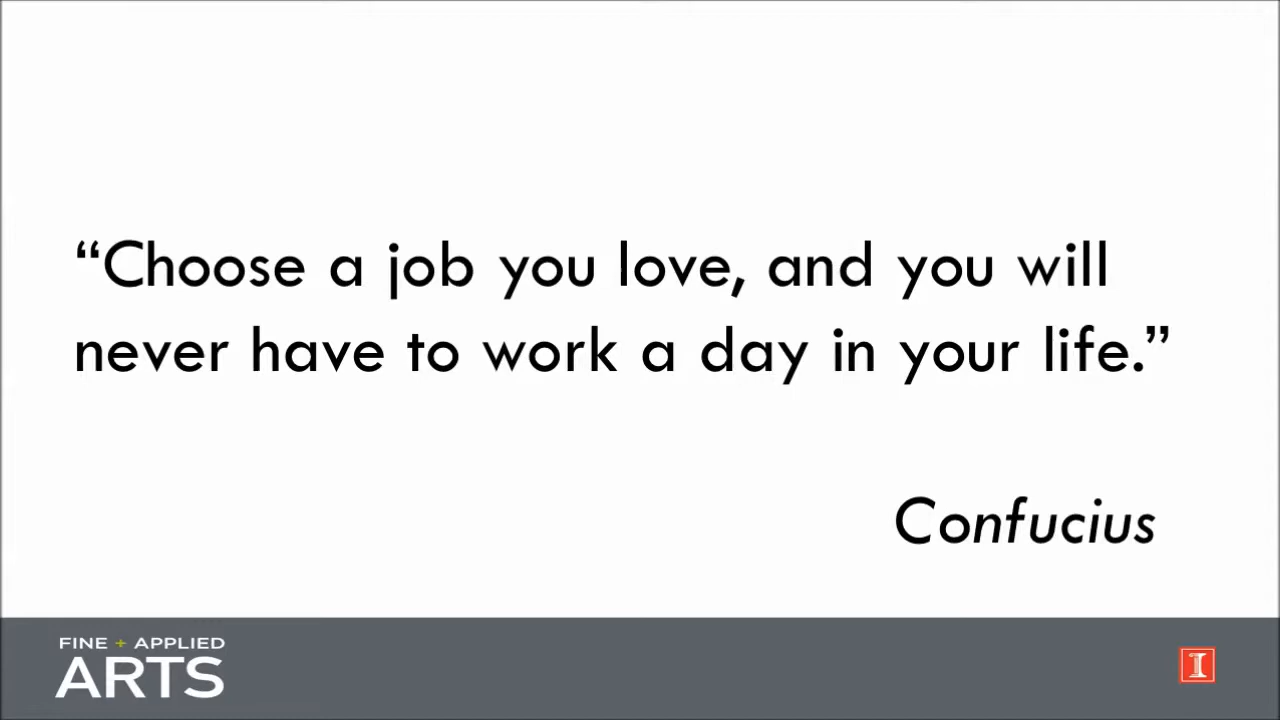 “Choose a job you love, and you will
never have to work a day in your life.”
Confucius
FINE + APPLIED
ARTS
I